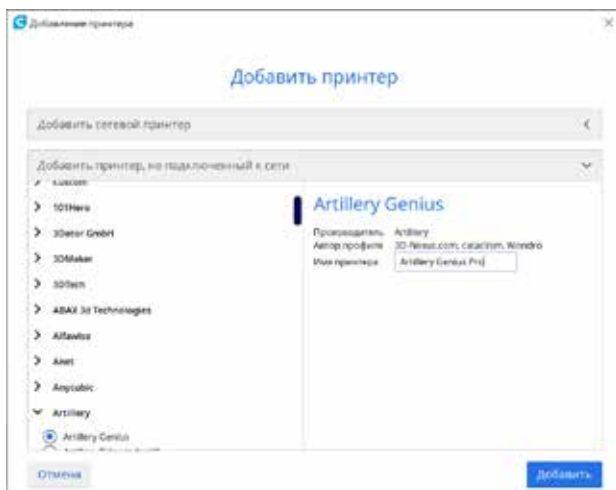 Добавление принтера
Добавить принтер
Добавить сетевой принтер
Добавить принтер, не подключенный к сети
Custom
101Hero
3Dator GmbH
3DMaker
3DTech
ABAX 3d Technologies
Alfawise
Anet
Anycubic
Artillery
Artillery Genius
Artillery Genius
Производитель Artillery
Автор профиля 3D-Nexus.com, cataclism, Wondro
Имя принтера Artillery Genius Pro
Отмена
Добавить